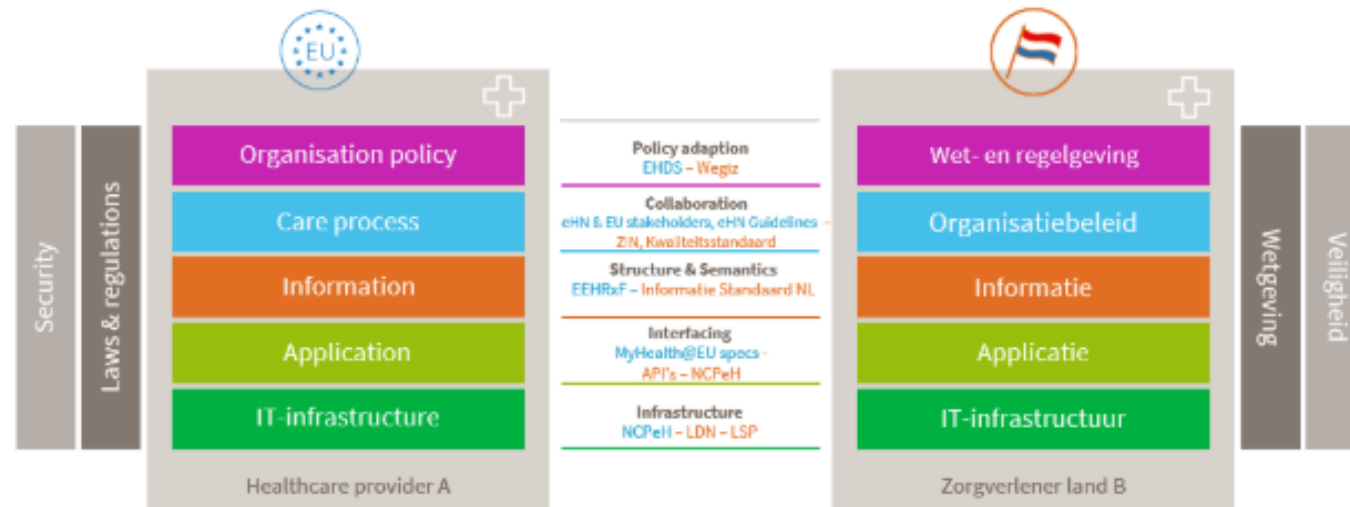 EU
Security
Laws & regulations
Organisation policy
Care process
Information
Application
IT-infrastructure
Healthcare provider A
Policy adaption
EHDS – Wegiz
Collaboration
eHN & EU stakeholders, eHN Guidelines –
ZIN, Kwaliteitsstandaard
Structure & Semantics
EEHRxF – Informatie Standaard NL
Interfacing
MyHealth@EU specs -
API's – NCPeH
Infrastructure
NCPeH – LDN – LSP
Wet- en regelgeving
Organisatiebeleid
Informatie
Applicatie
IT-infrastructuur
Zorgverlener land B
Wetgeving
Veiligheid